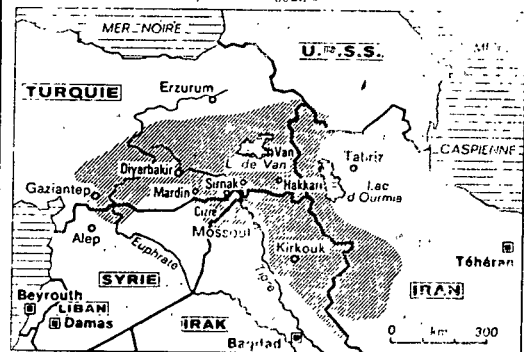 MER NOIRE
U.R.S.S.
MER
TURQUIE
Erzurum
CASPIENNE
Van
L. de Van
Tabriz
Diyarbakir
Gaziantep
Mardin
Sirnak
Hakkari
Lac
d'Ourmia
Cizre
Alep
Mossoul
Euphrate
Kirkouk
Téhéran
SYRIE
Tigre
Beyrouth
LIBAN
IRAN
Damas
IRAK
0 km 300
Bagdad